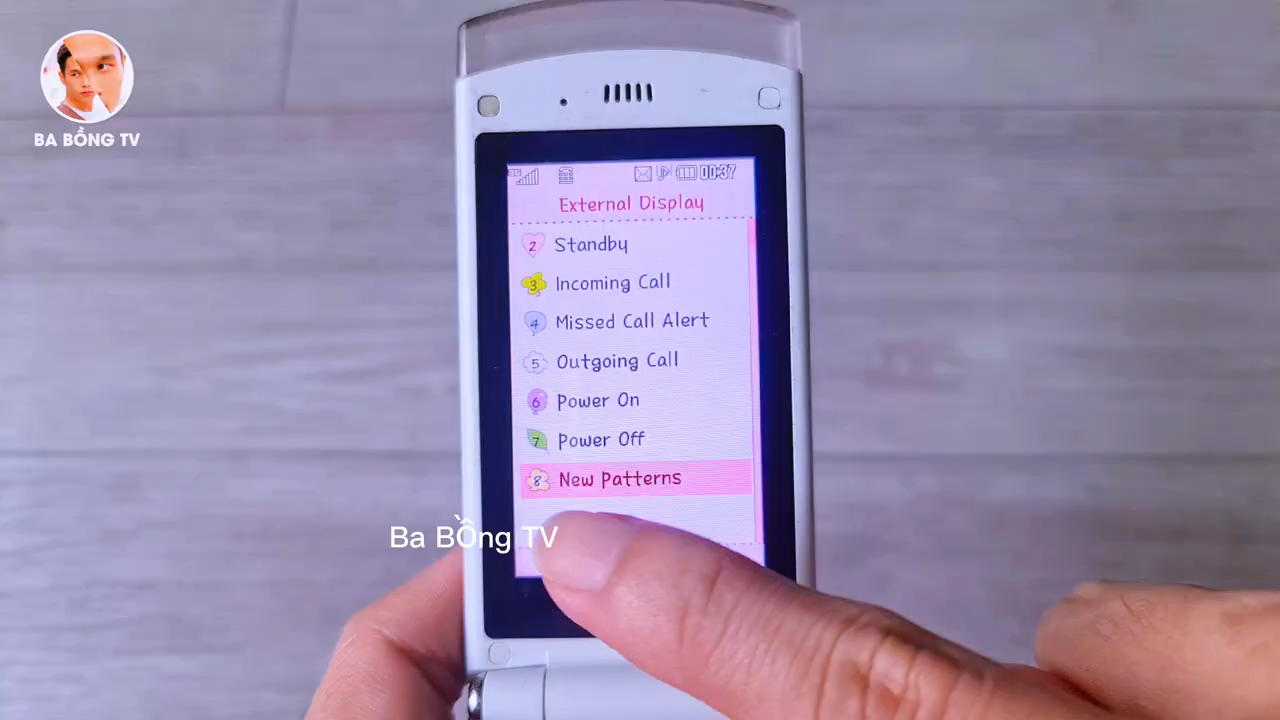 BA BỒNG TV
00:37
External Display
2 Standby
3 Incoming Call
4 Missed Call Alert
5 Outgoing Call
6 Power On
7 Power Off
8 New Patterns
Ba BỒng TV